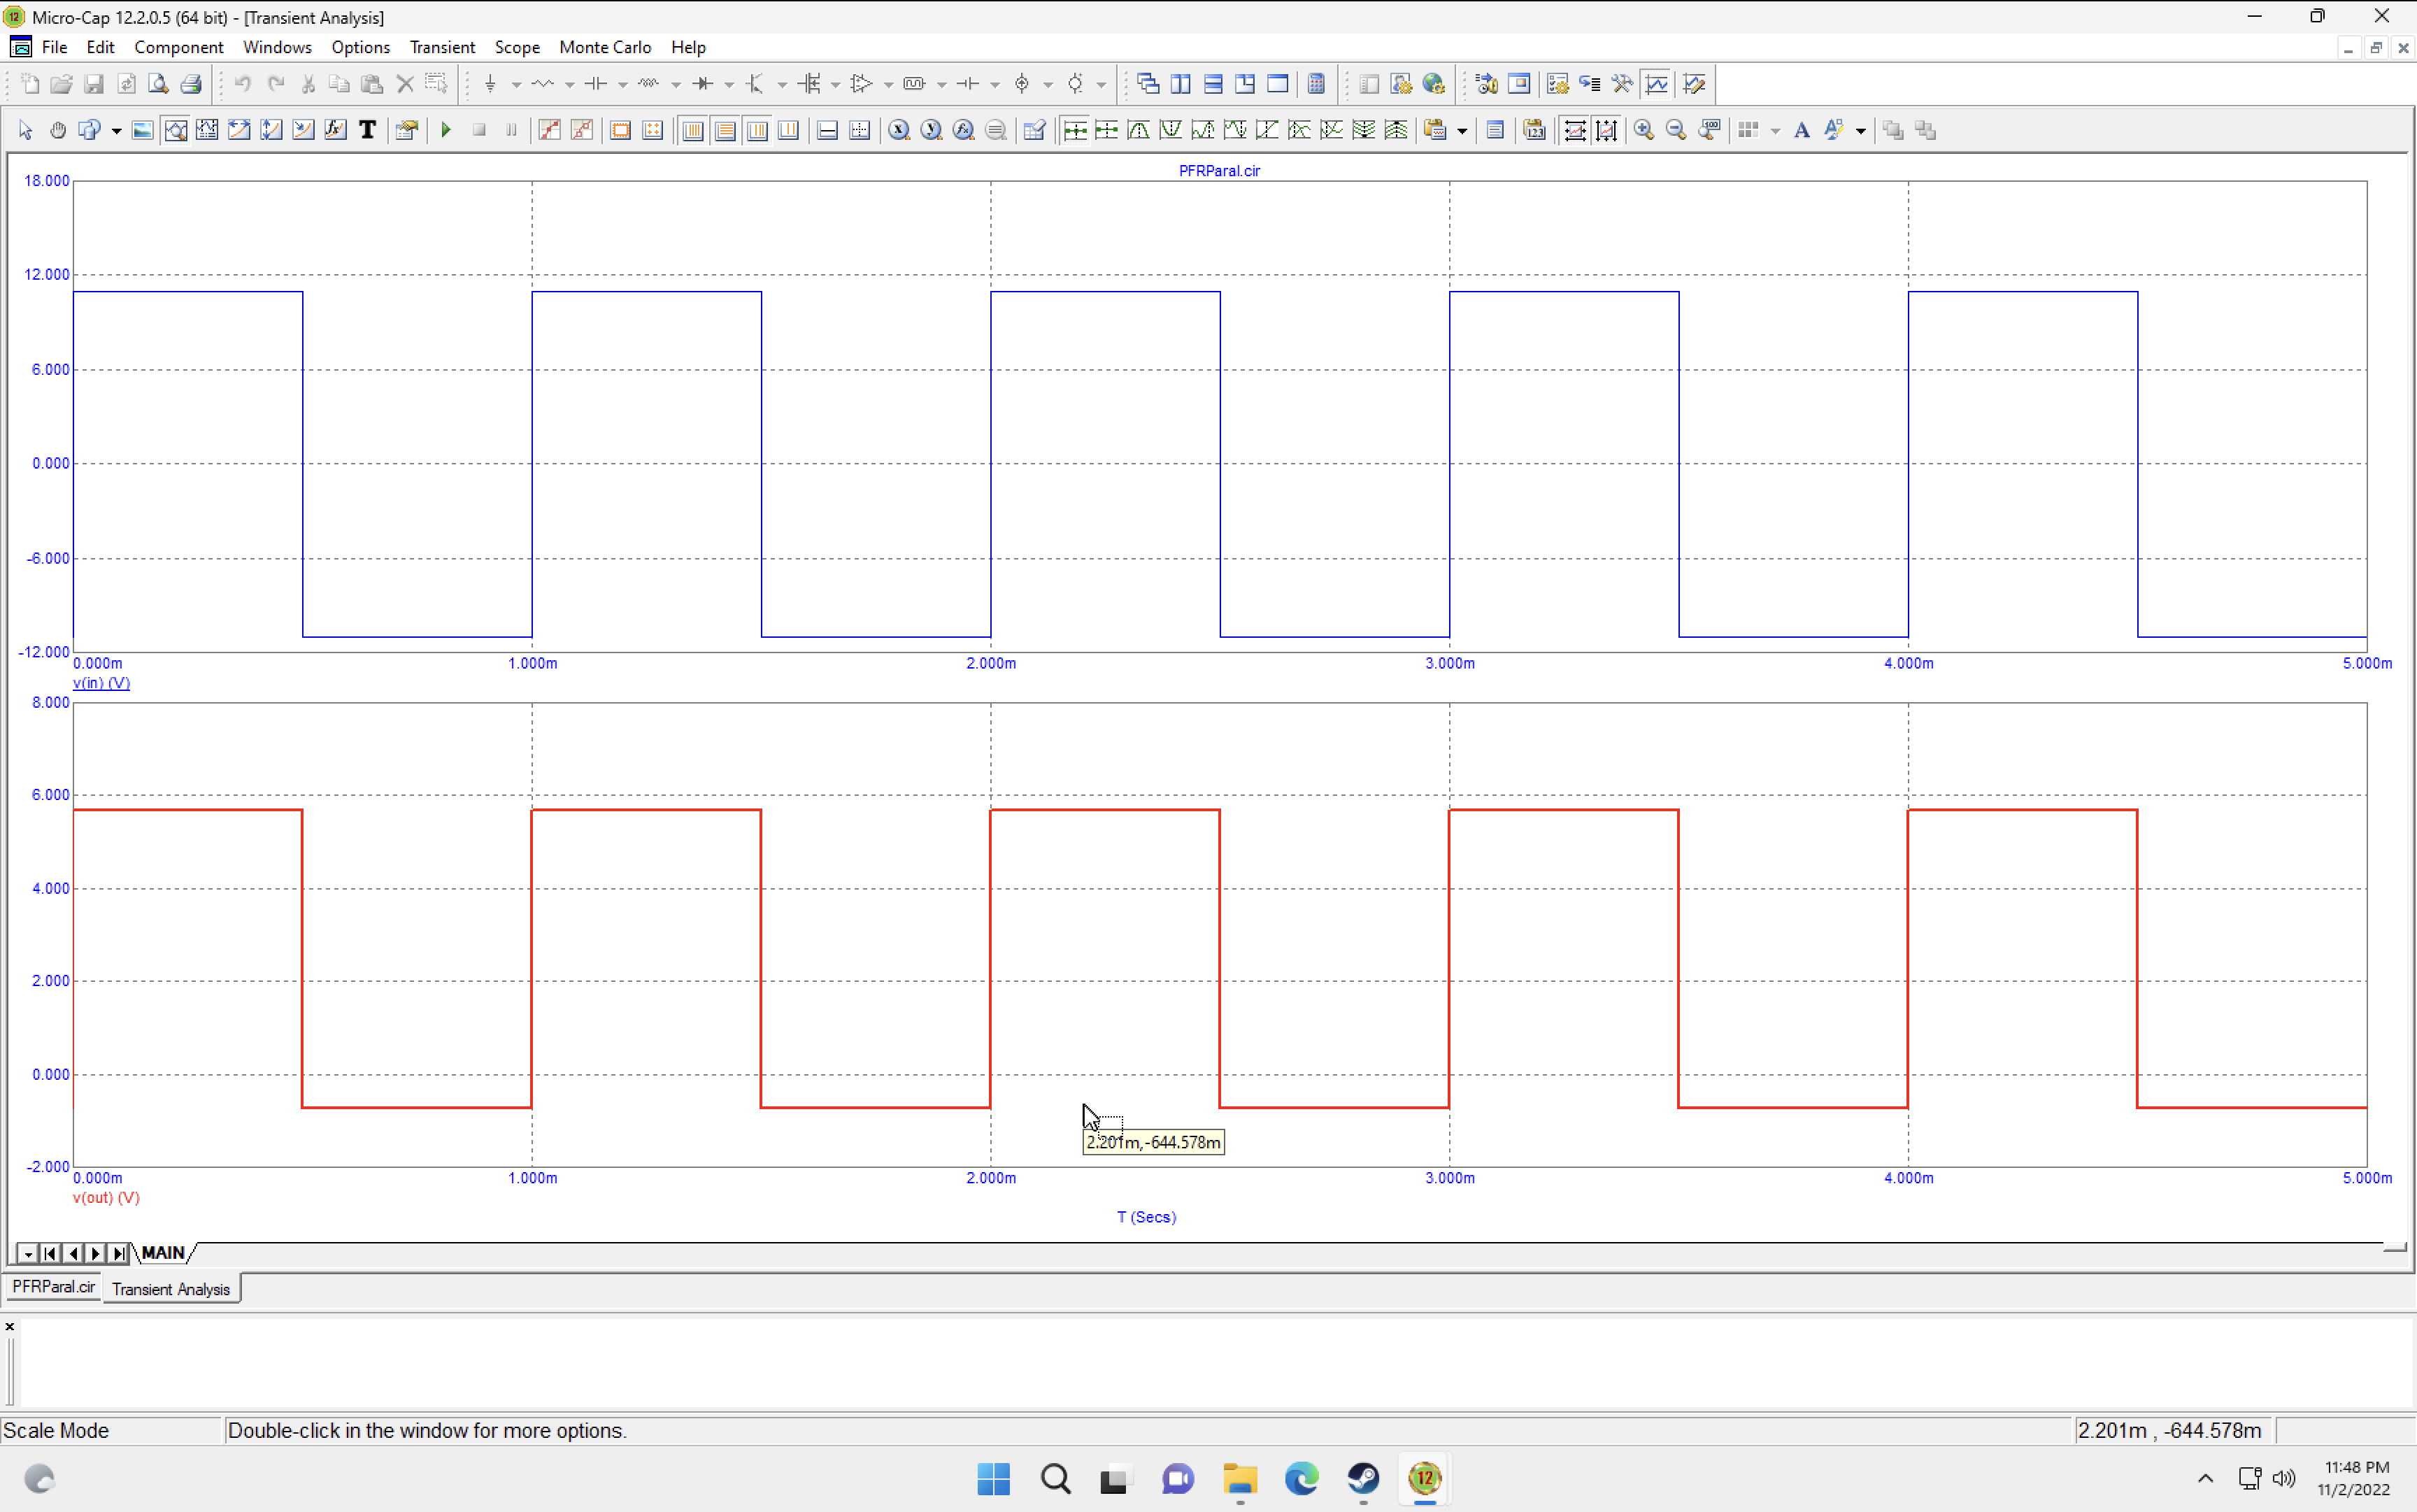 Micro-Cap 12.2.0.5 (64 bit) - [Transient Analysis]
File Edit Component Windows Options Transient Scope Monte Carlo Help
PFRParal.cir
18.000
12.000
6.000
0.000
-6.000
-12.000
0.000m 1.000m 2.000m 3.000m 4.000m 5.000m
v(in) (V)
8.000
6.000
4.000
2.000
0.000
-2.000
2.201m,-644.578m
0.000m 1.000m 2.000m 3.000m 4.000m 5.000m
v(out) (V)
T (Secs)
MAIN
PFRParal.cir Transient Analysis
Scale Mode Double-click in the window for more options. 2.201m , -644.578m
12
11:48 PM
11/2/2022